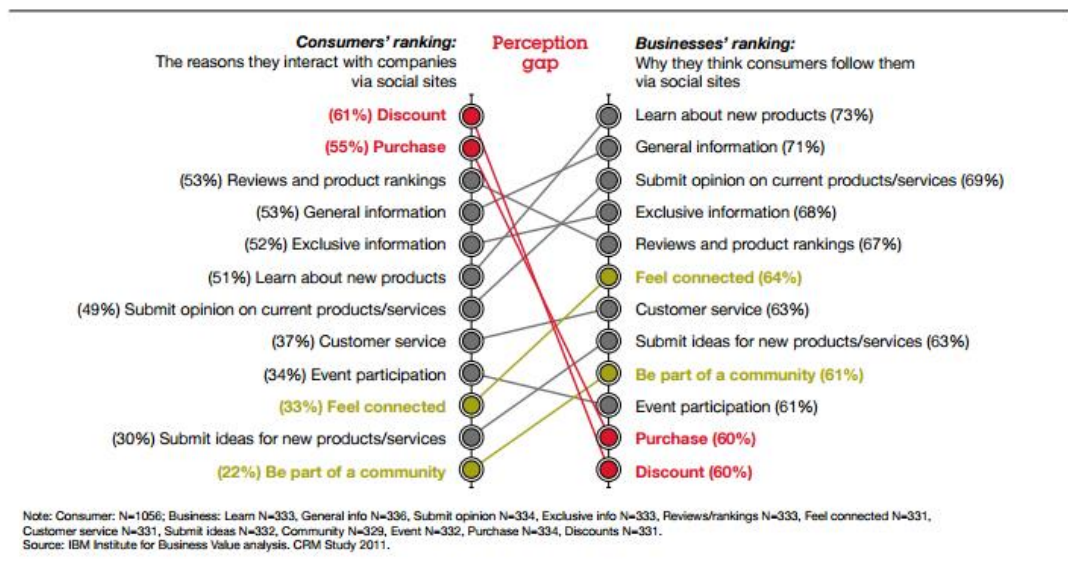 Consumers' ranking:
The reasons they interact with companies
via social sites
Perception
gap
Businesses' ranking:
Why they think consumers follow them
via social sites
(61%) Discount
(55%) Purchase
(53%) Reviews and product rankings
(53%) General information
(52%) Exclusive information
(51%) Learn about new products
(49%) Submit opinion on current products/services
(37%) Customer service
(34%) Event participation
(33%) Feel connected
(30%) Submit ideas for new products/services
(22%) Be part of a community
Learn about new products (73%)
General information (71%)
Submit opinion on current products/services (69%)
Exclusive information (68%)
Reviews and product rankings (67%)
Feel connected (64%)
Customer service (63%)
Submit ideas for new products/services (63%)
Be part of a community (61%)
Event participation (61%)
Purchase (60%)
Discount (60%)
Note: Consumer: N=1056; Business: Learn N=333, General info N=336, Submit opinion N=334, Exclusive info N=333, Reviews/rankings N=333, Feel connected N=331,
Customer service N=331, Submit ideas N=332, Community N=329, Event N=332, Purchase N=334, Discounts N=331.
Source: IBM Institute for Business Value analysis. CRM Study 2011.